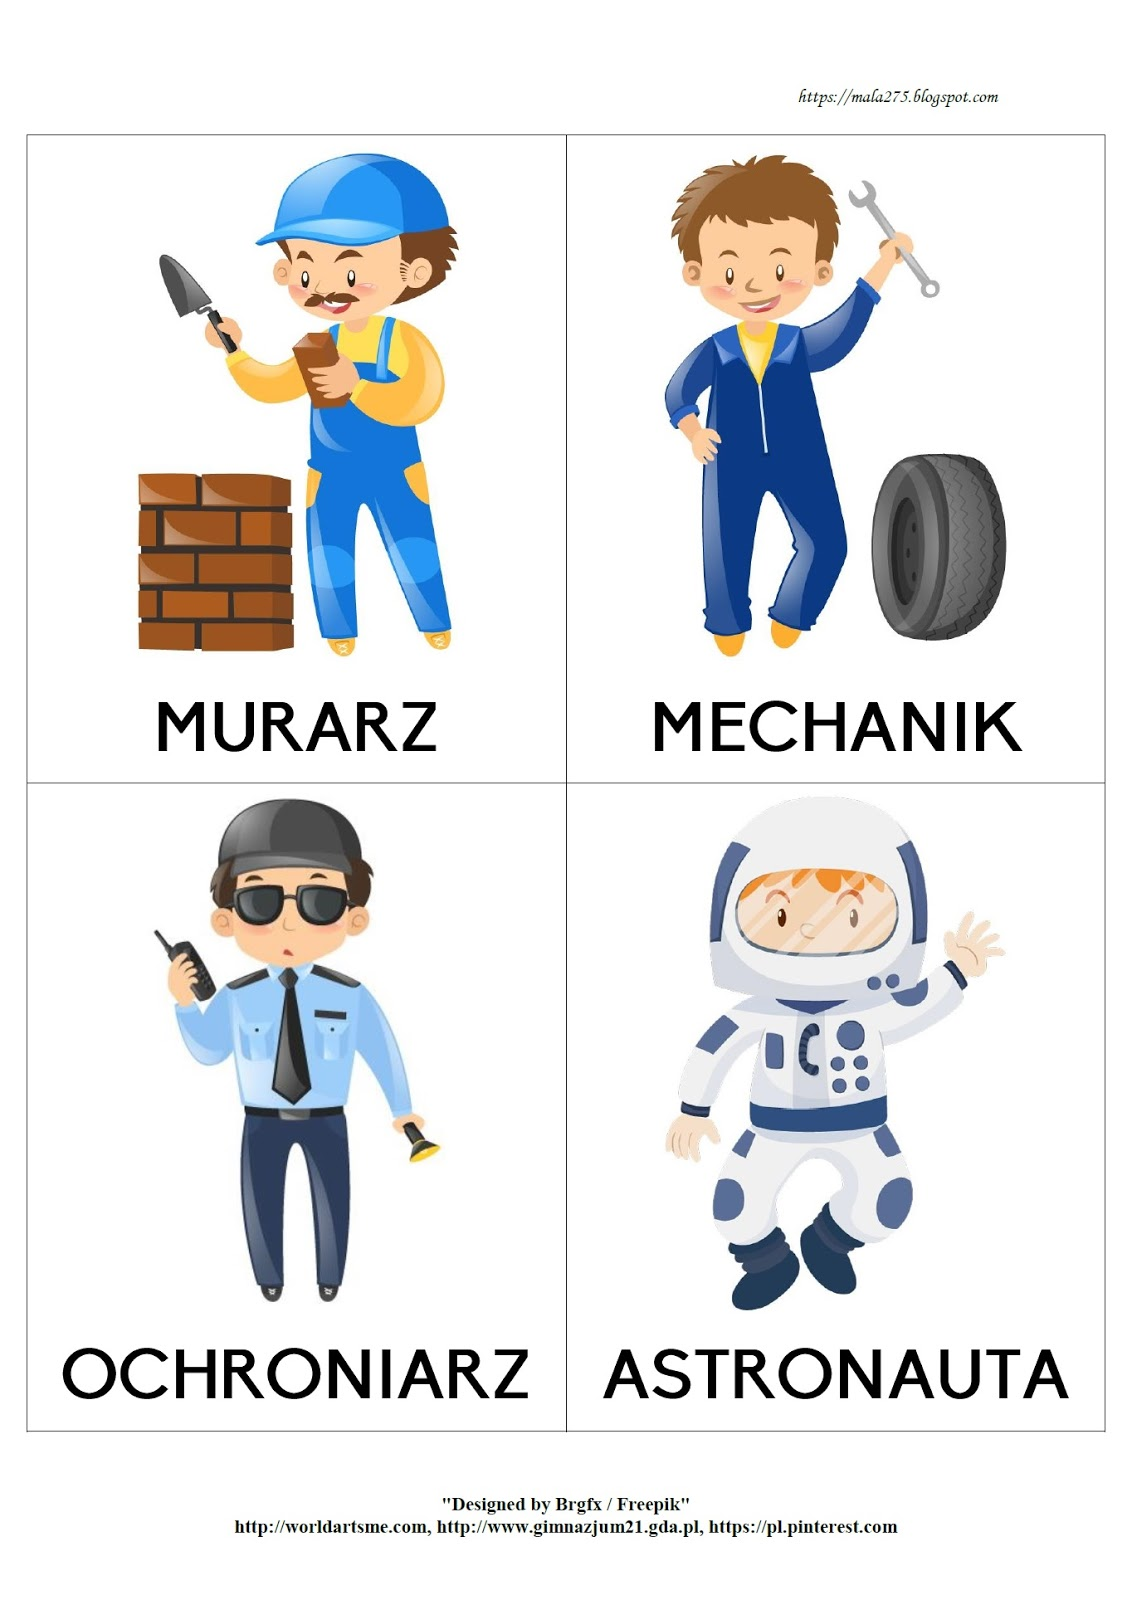 https://mala275.blogspot.com
MURARZ
MECHANIK
OCHRONIARZ
ASTRONAUTA
"Designed by Brgfx / Freepik"
http://worldartsme.com, http://www.gimnazjum21.gda.pl, https://pl.pinterest.com